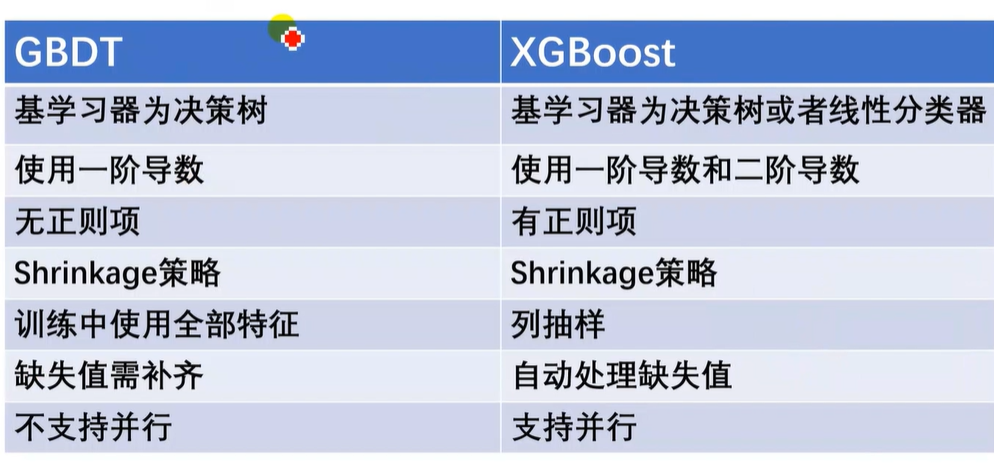 GBDT XGBoost
基学习器为决策树 基学习器为决策树或者线性分类器
使用一阶导数 使用一阶导数和二阶导数
无正则项 有正则项
Shrinkage策略 Shrinkage策略
训练中使用全部特征 列抽样
缺失值需补齐 自动处理缺失值
不支持并行 支持并行